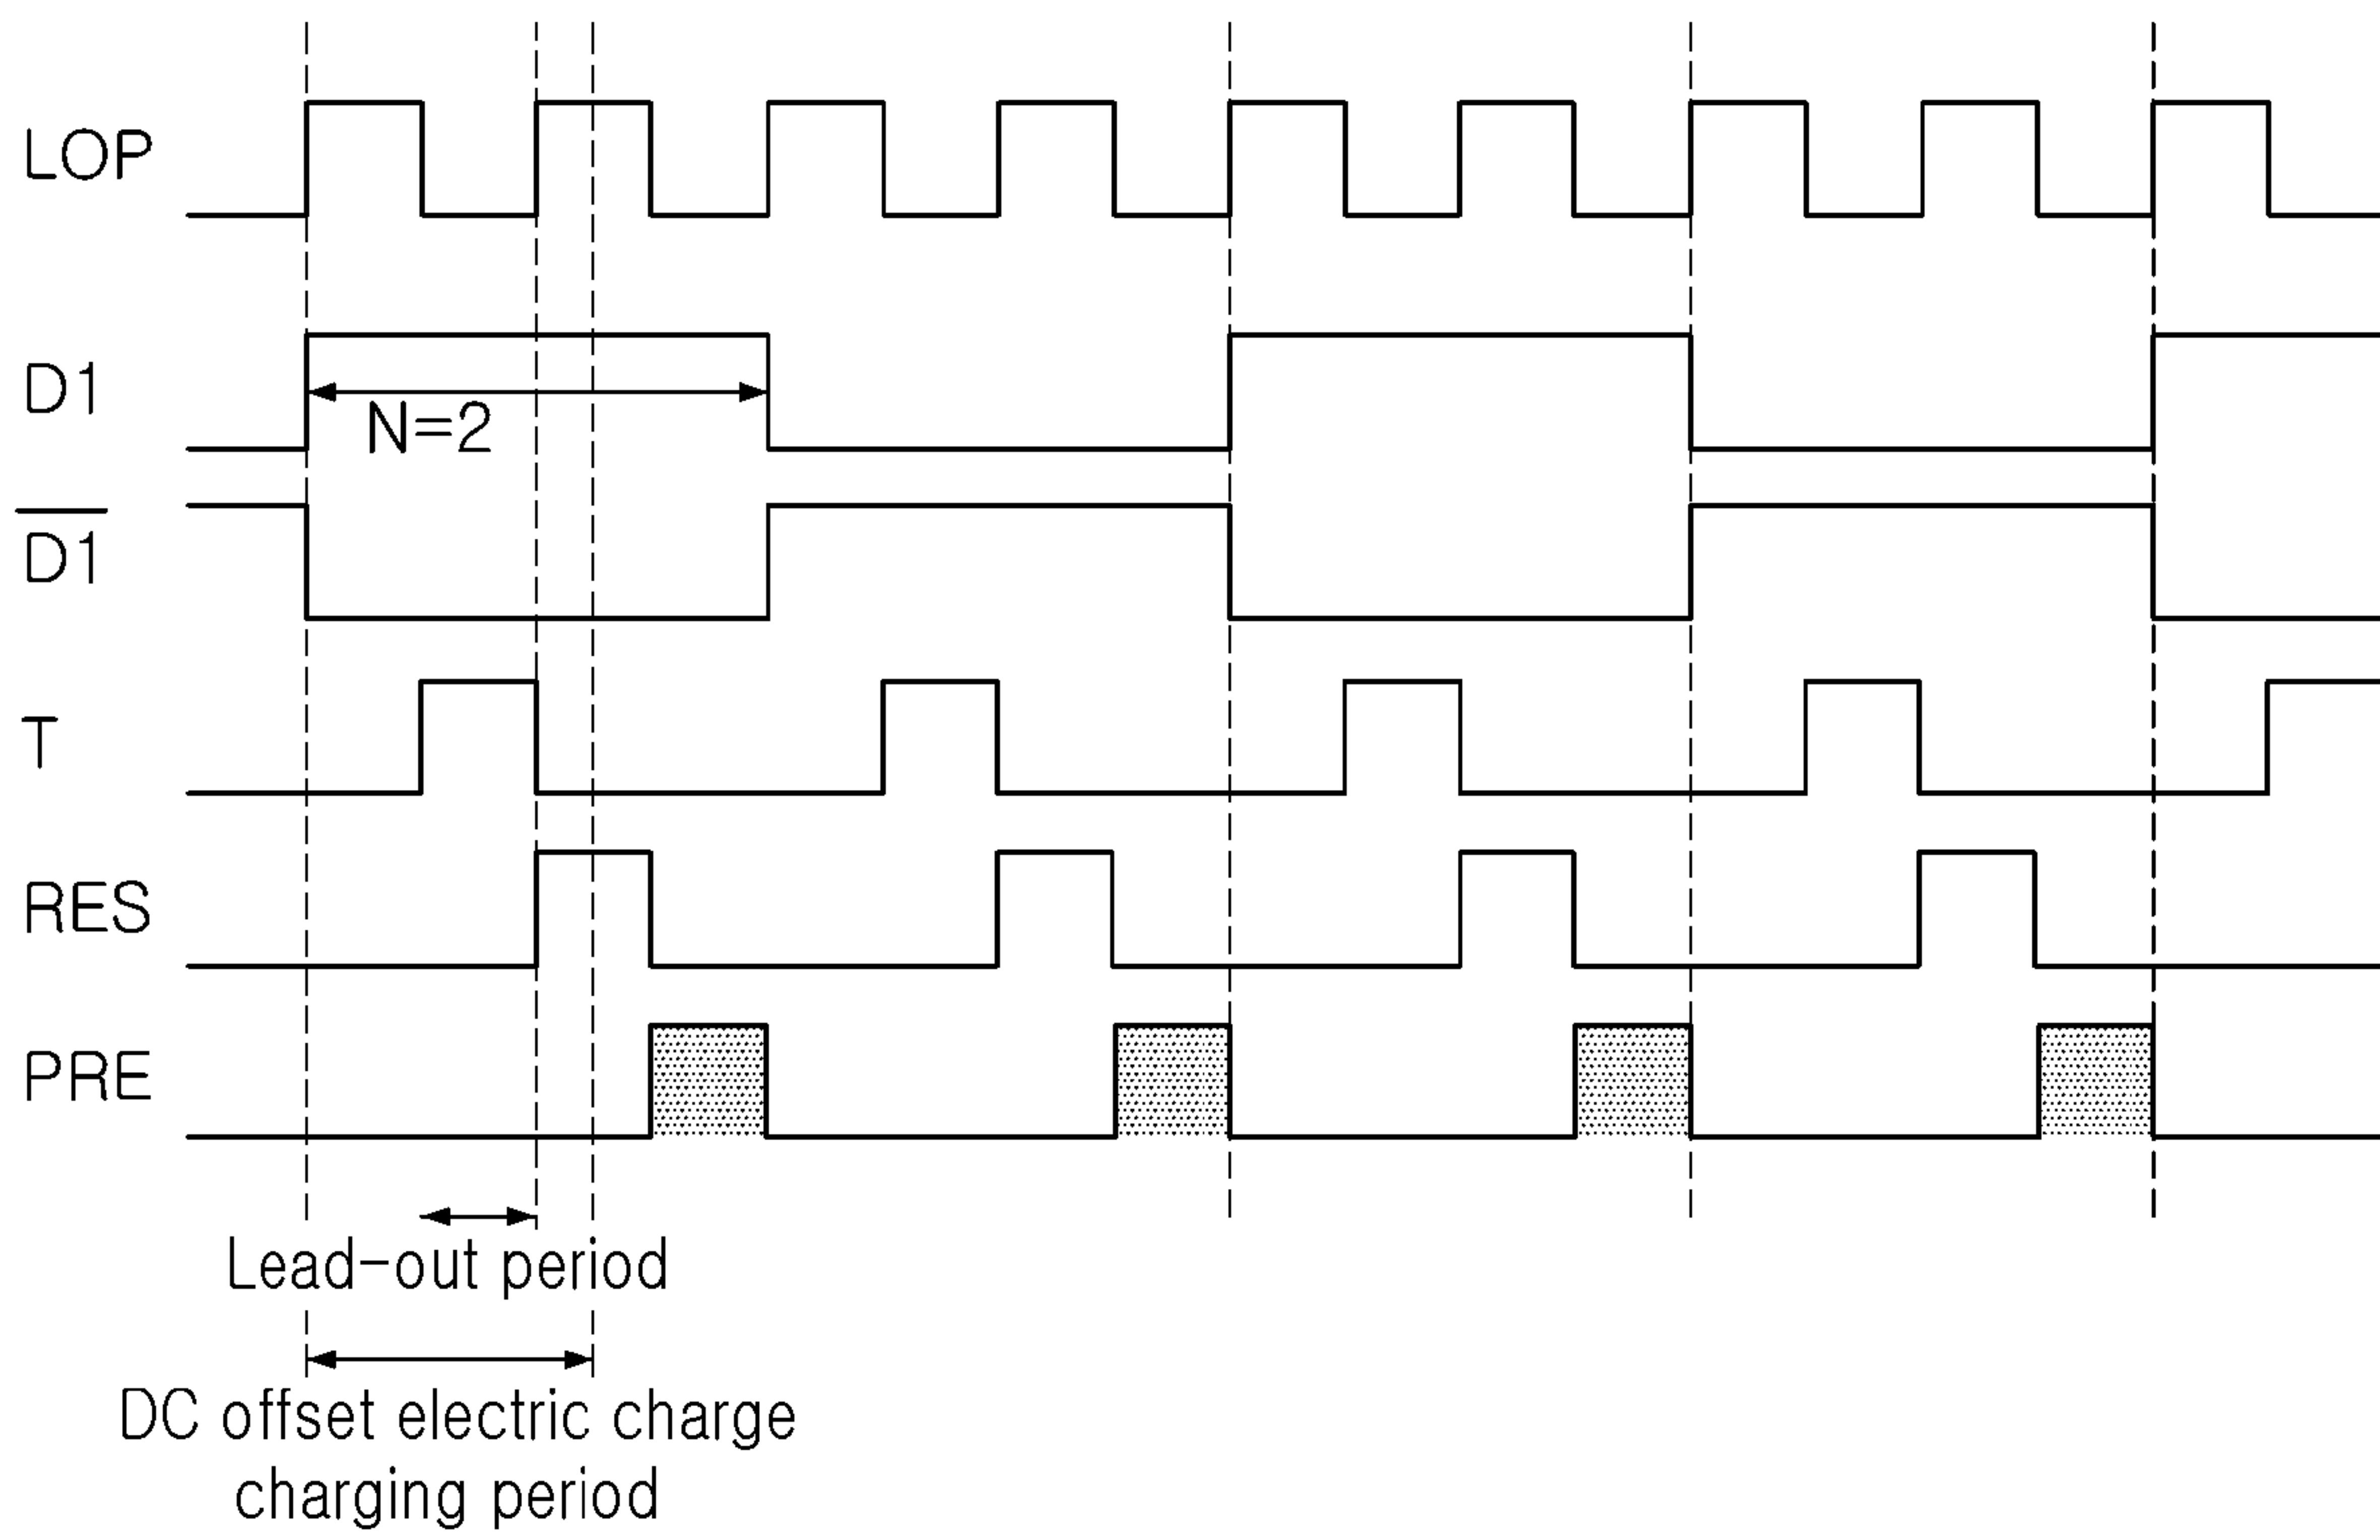 LOP
D1
N=2
D1
T
RES
PRE
Lead-out period
DC offset electric charge
charging period